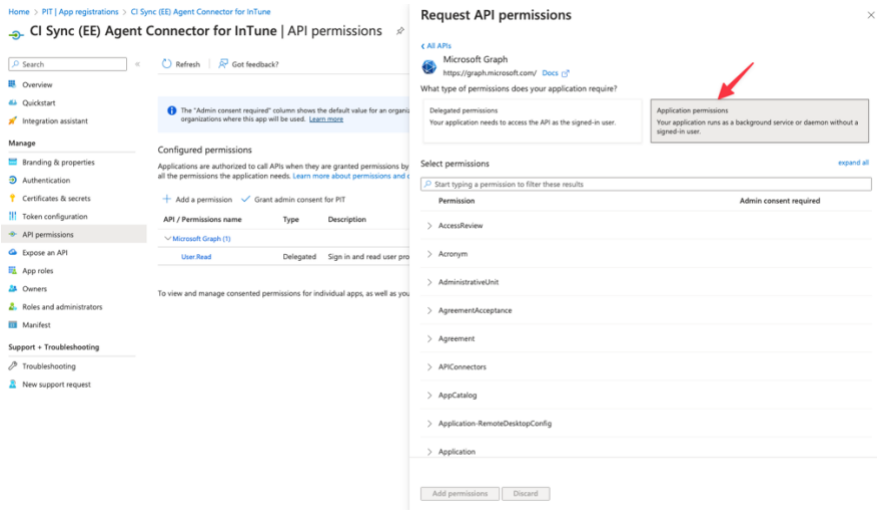 Home > PIT | App registrations > CI Sync (EE) Agent Connector for InTune
CI Sync (EE) Agent Connector for InTune | API permissions
Search
«
Refresh
Got feedback?
Overview
Quickstart
Integration assistant
Manage
Branding & properties
Authentication
Certificates & secrets
Token configuration
API permissions
Expose an API
App roles
Owners
Roles and administrators
Manifest
Support + Troubleshooting
Troubleshooting
New support request
The "Admin consent required" column shows the default value for an organiz
organizations where this app will be used. Learn more
Configured permissions
Applications are authorized to call APIs when they are granted permissions by
all the permissions the application needs. Learn more about permissions and c
+ Add a permission ✓ Grant admin consent for PIT
API / Permissions name Type Description
Microsoft Graph (1)
User.Read Delegated Sign in and read user pro
To view and manage consented permissions for individual apps, as well as you
Request API permissions
All APIs
Microsoft Graph
https://graph.microsoft.com/ Docs
What type of permissions does your application require?
Delegated permissions
Your application needs to access the API as the signed-in user.
Application permissions
Your application runs as a background service or daemon without a
signed-in user.
Select permissions
expand all
Start typing a permission to filter these results
Permission Admin consent required
AccessReview
Acronym
AdministrativeUnit
AgreementAcceptance
Agreement
APIConnectors
AppCatalog
Application-RemoteDesktopConfig
Application
Add permissions
Discard